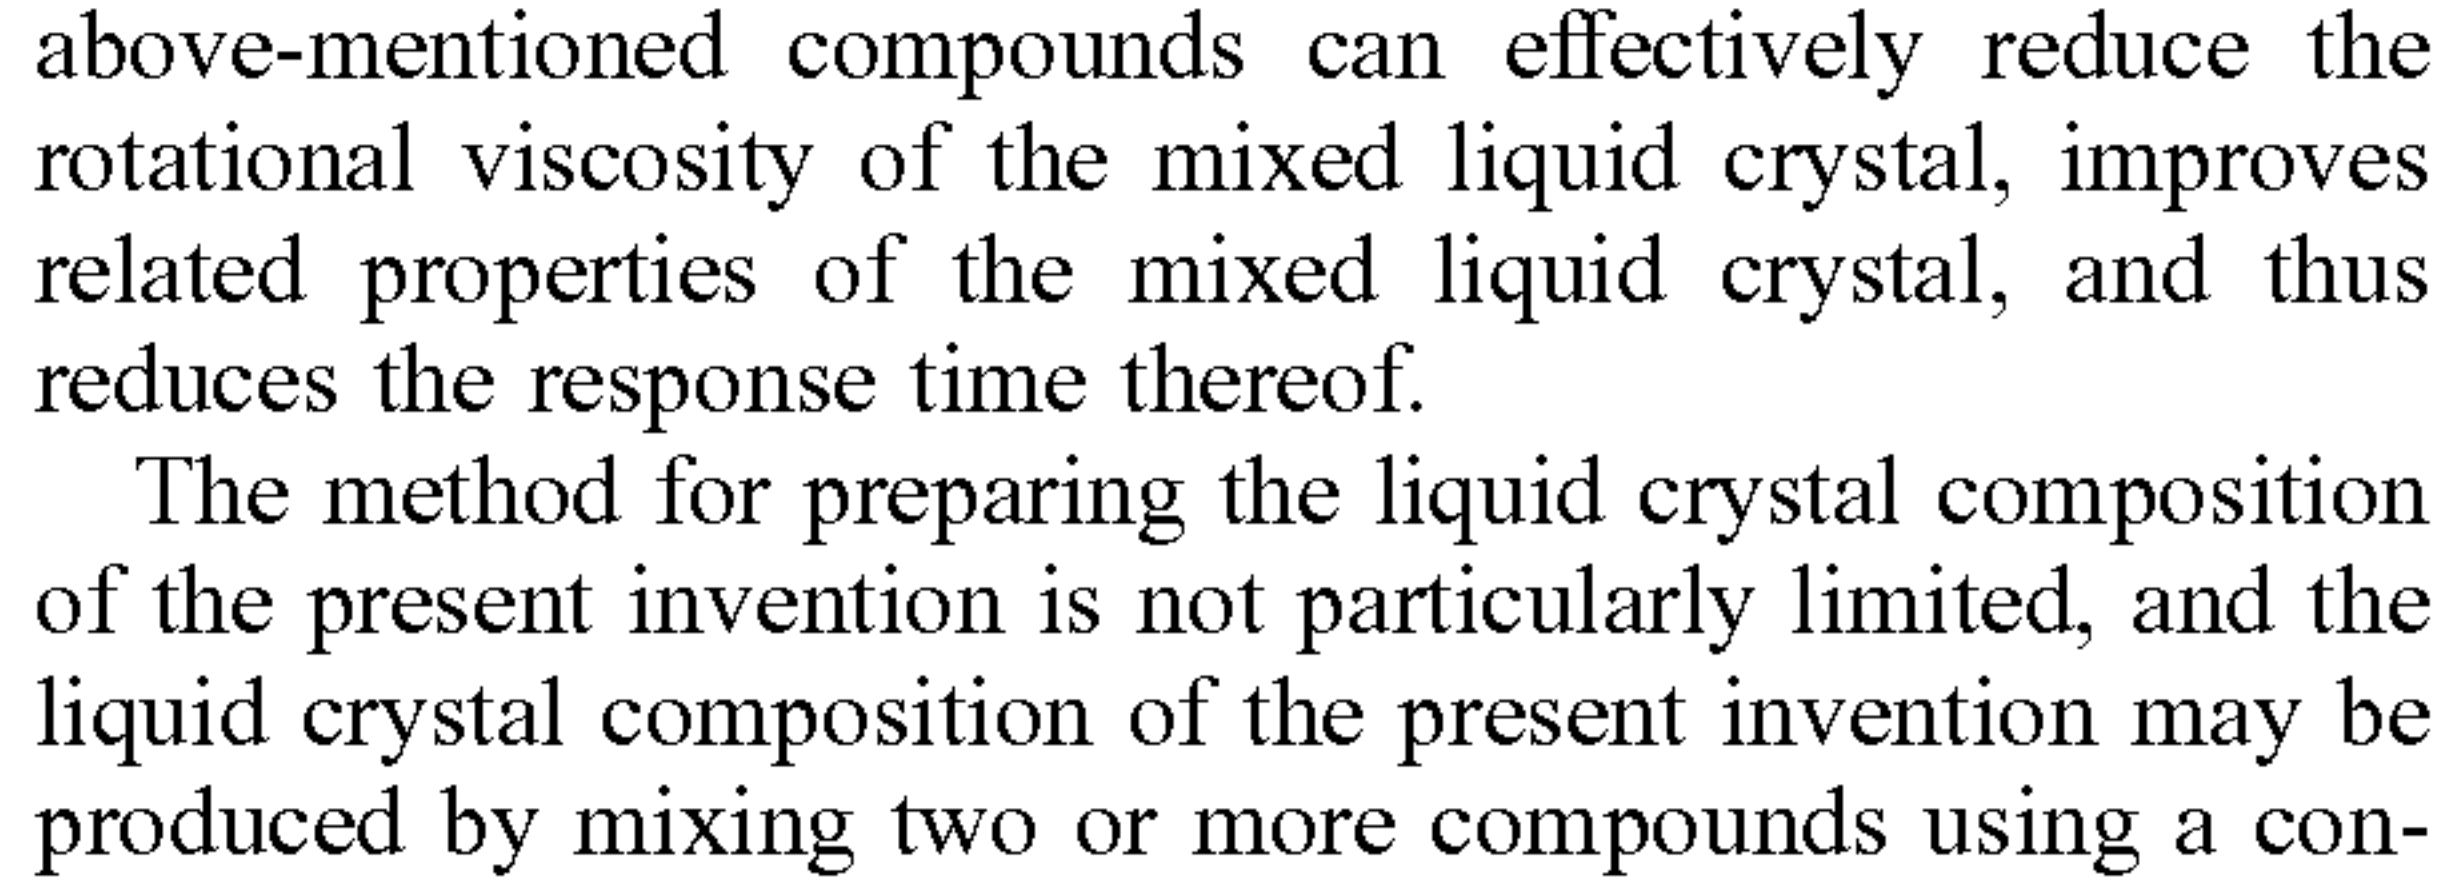 above-mentioned compounds can effectively reduce the
rotational viscosity of the mixed liquid crystal, improves
related properties of the mixed liquid crystal, and thus
reduces the response time thereof.
The method for preparing the liquid crystal composition
of the present invention is not particularly limited, and the
liquid crystal composition of the present invention may be
produced by mixing two or more compounds using a con-